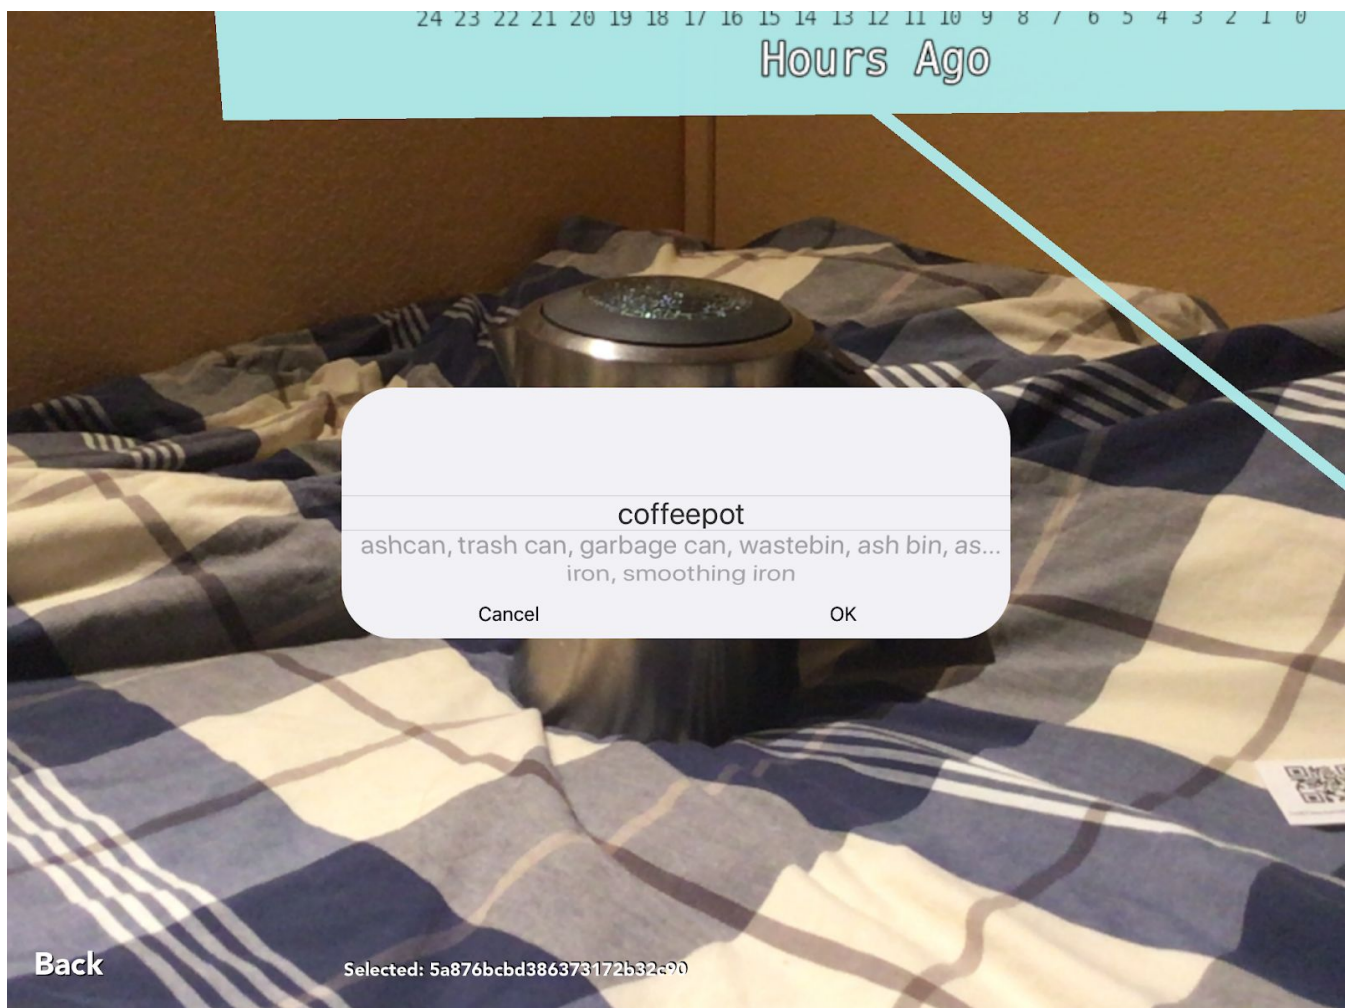 24 23 22 21 20 19 18 17 16 15 14 13 12 11 10 9 8 7 6 5 4 3 2 1 0
Hours Ago
coffeepot
ashcan, trash can, garbage can, wastebin, ash bin, as...
iron, smoothing iron
Cancel OK
Back
Selected: 5a876bcbd386373172b32c90